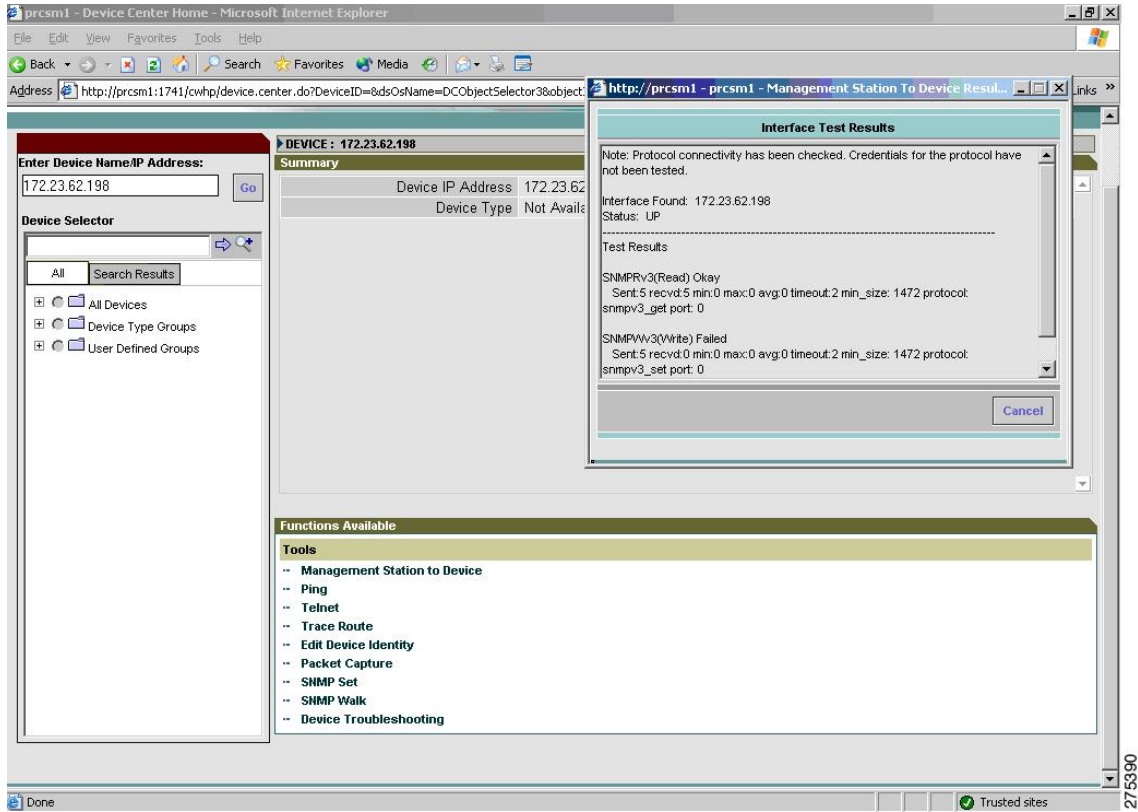 prcsm1 - Device Center Home - Microsoft Internet Explorer
File Edit View Favorites Tools Help
Back Search Favorites Media
Address http://prcsm1:1741/cwhp/device.center.do?DeviceID=&dsOsName=DCObjectSelector3&object
Links »
Enter Device Name/IP Address:
172.23.62.198
Go
Device Selector
All Search Results
All Devices
Device Type Groups
User Defined Groups
DEVICE : 172.23.62.198
Summary
Device IP Address 172.23.62
Device Type Not Availa
http://prcsm1 - prcsm1 - Management Station To Device Resul...
Interface Test Results
Note: Protocol connectivity has been checked. Credentials for the protocol have
not been tested.
Interface Found: 172.23.62.198
Status: UP
Test Results
SNMPRv3(Read) Okay
Sent:5 recvd:5 min:0 max:0 avg:0 timeout:2 min_size: 1472 protocol:
snmpv3_get port: 0
SNMPWv3(Write) Failed
Sent:5 recvd:0 min:0 max:0 avg:0 timeout:2 min_size: 1472 protocol:
snmpv3_set port: 0
Cancel
Functions Available
Tools
Management Station to Device
Ping
Telnet
Trace Route
Edit Device Identity
Packet Capture
SNMP Set
SNMP Walk
Device Troubleshooting
Done
Trusted sites
275390